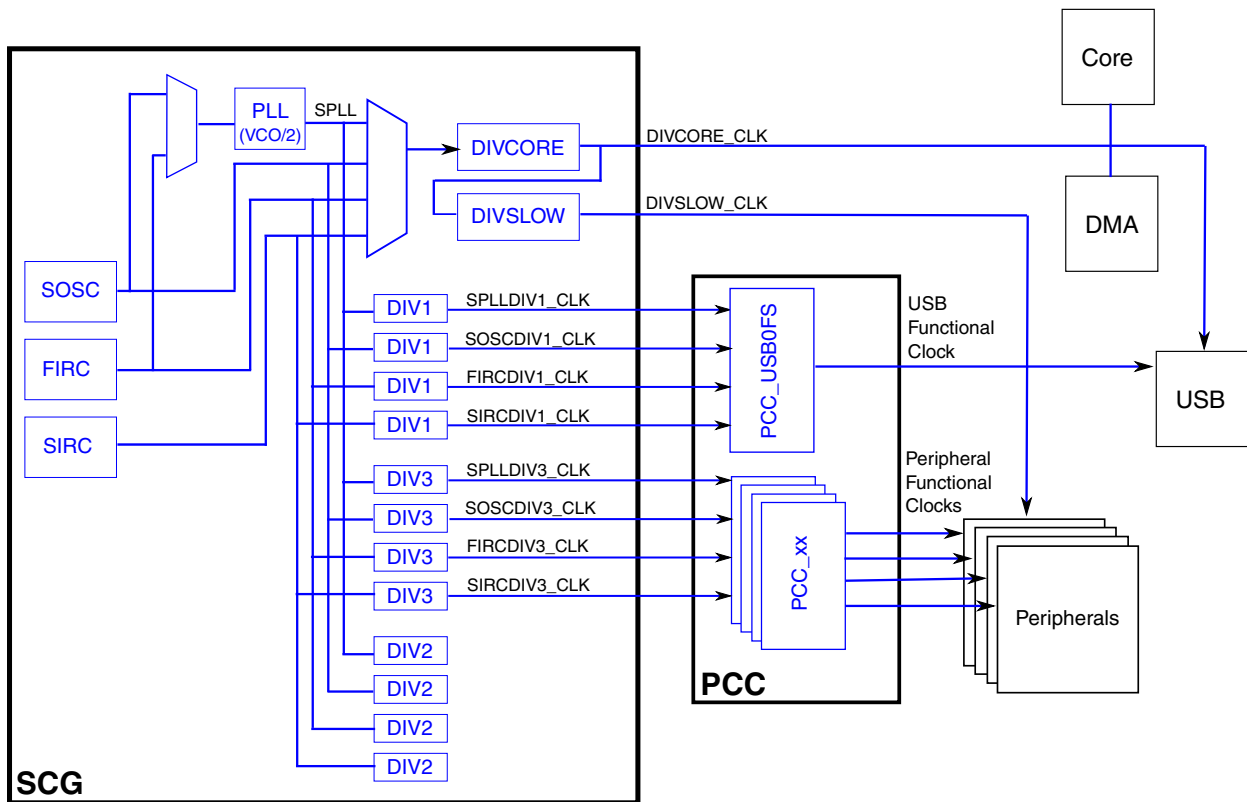 Core
PLL
(VCO/2)
SPLL
DIVCORE
DIVCORE_CLK
DIVSLOW
DIVSLOW_CLK
DMA
SOSC
FIRC
SIRC
DIV1
SPLLDIV1_CLK
DIV1
SOSCDIV1_CLK
DIV1
FIRCDIV1_CLK
DIV1
SIRCDIV1_CLK
PCC_USB0FS
USB
Functional
Clock
USB
DIV3
SPLLDIV3_CLK
DIV3
SOSCDIV3_CLK
DIV3
FIRCDIV3_CLK
DIV3
SIRCDIV3_CLK
PCC_xx
Peripheral
Functional
Clocks
Peripherals
DIV2
DIV2
DIV2
DIV2
PCC
SCG